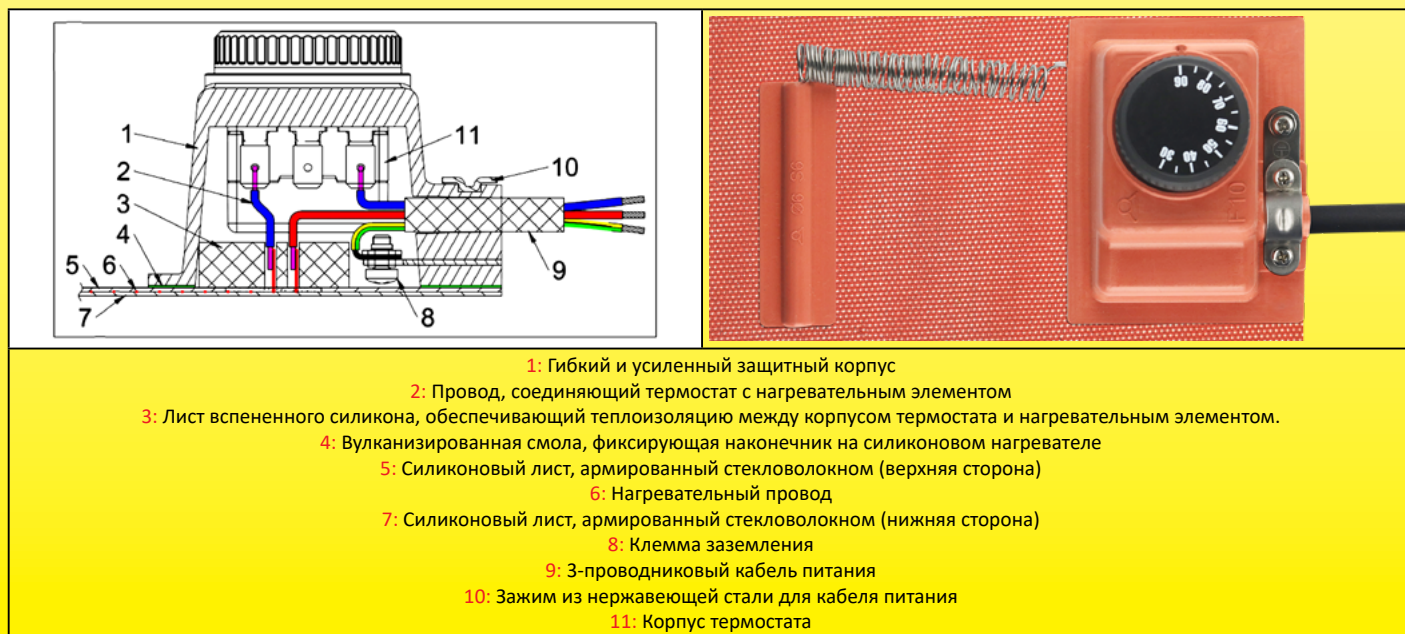 1
2
3
4
5
6
7
8
9
10
11
90
80
70
60
50
40
30
F10
1: Гибкий и усиленный защитный корпус
2: Провод, соединяющий термостат с нагревательным элементом
3: Лист вспененного силикона, обеспечивающий теплоизоляцию между корпусом термостата и нагревательным элементом.
4: Вулканизированная смола, фиксирующая наконечник на силиконовом нагревателе
5: Силиконовый лист, армированный стекловолокном (верхняя сторона)
6: Нагревательный провод
7: Силиконовый лист, армированный стекловолокном (нижняя сторона)
8: Клемма заземления
9: 3-проводниковый кабель питания
10: Зажим из нержавеющей стали для кабеля питания
11: Корпус термостата